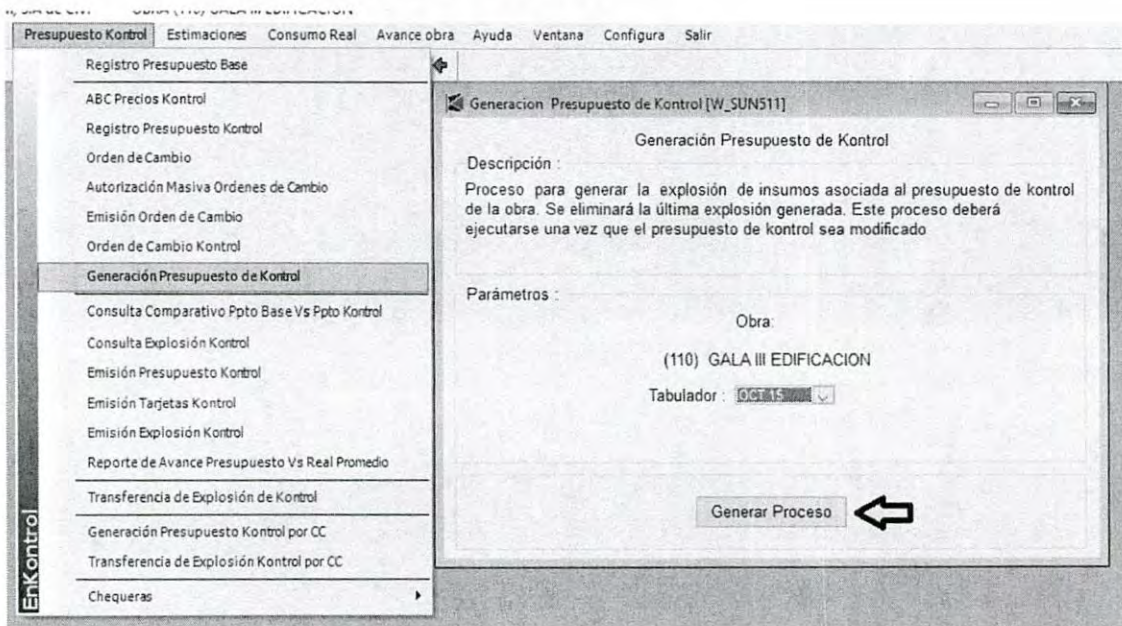 Presupuesto Kontrol Estimaciones Consumo Real Avance obra Ayuda Ventana Configura Salir
Registro Presupuesto Base
ABC Precios Kontrol
Registro Presupuesto Kontrol
Orden de Cambio
Autorización Masiva Ordenes de Cambio
Emisión Orden de Cambio
Orden de Cambio Kontrol
Generación Presupuesto de Kontrol
Consulta Comparativo Ppto Base Vs Ppto Kontrol
Consulta Explosión Kontrol
Emisión Presupuesto Kontrol
Emisión Tarjetas Kontrol
Emisión Explosión Kontrol
Reporte de Avance Presupuesto Vs Real Promedio
Transferencia de Explosión de Kontrol
Generación Presupuesto Kontrol por CC
Transferencia de Explosión Kontrol por CC
Chequeras
EnKontrol
Generacion Presupuesto de Kontrol [W_SUN511]
Generación Presupuesto de Kontrol
Descripción :
Proceso para generar la explosión de insumos asociada al presupuesto de kontrol
de la obra. Se eliminará la última explosión generada. Este proceso deberá
ejecutarse una vez que el presupuesto de kontrol sea modificado
Parámetros :
Obra:
(110) GALA III EDIFICACION
Tabulador : OCT 15
Generar Proceso